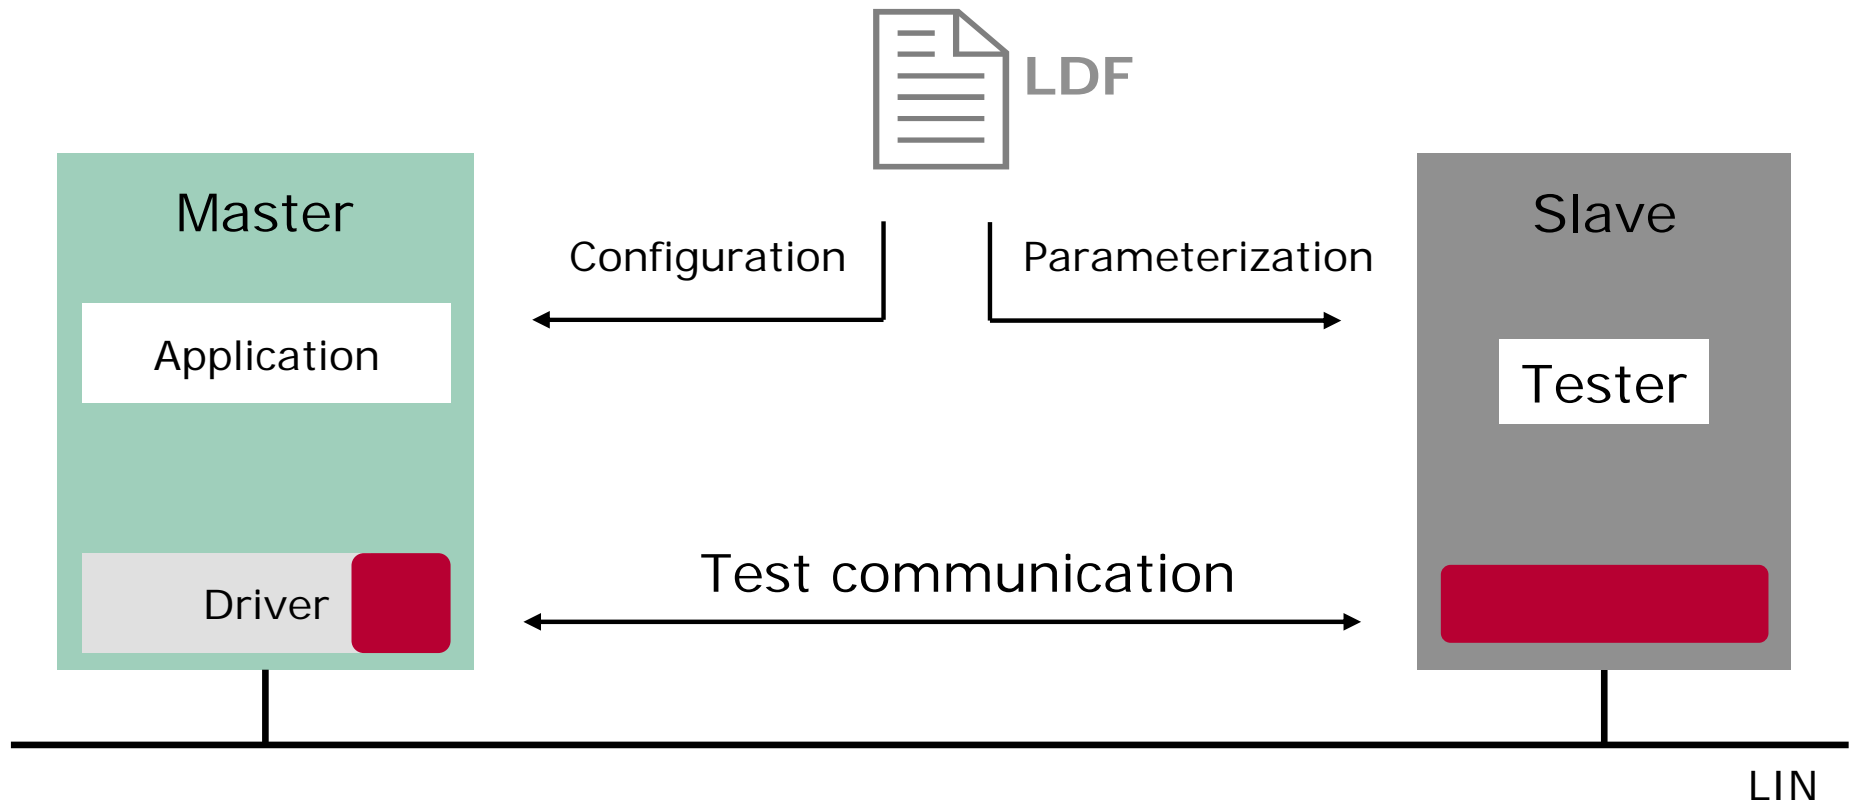 LDF
Master
Slave
Configuration
Parameterization
Application
Tester
Test communication
Driver
LIN